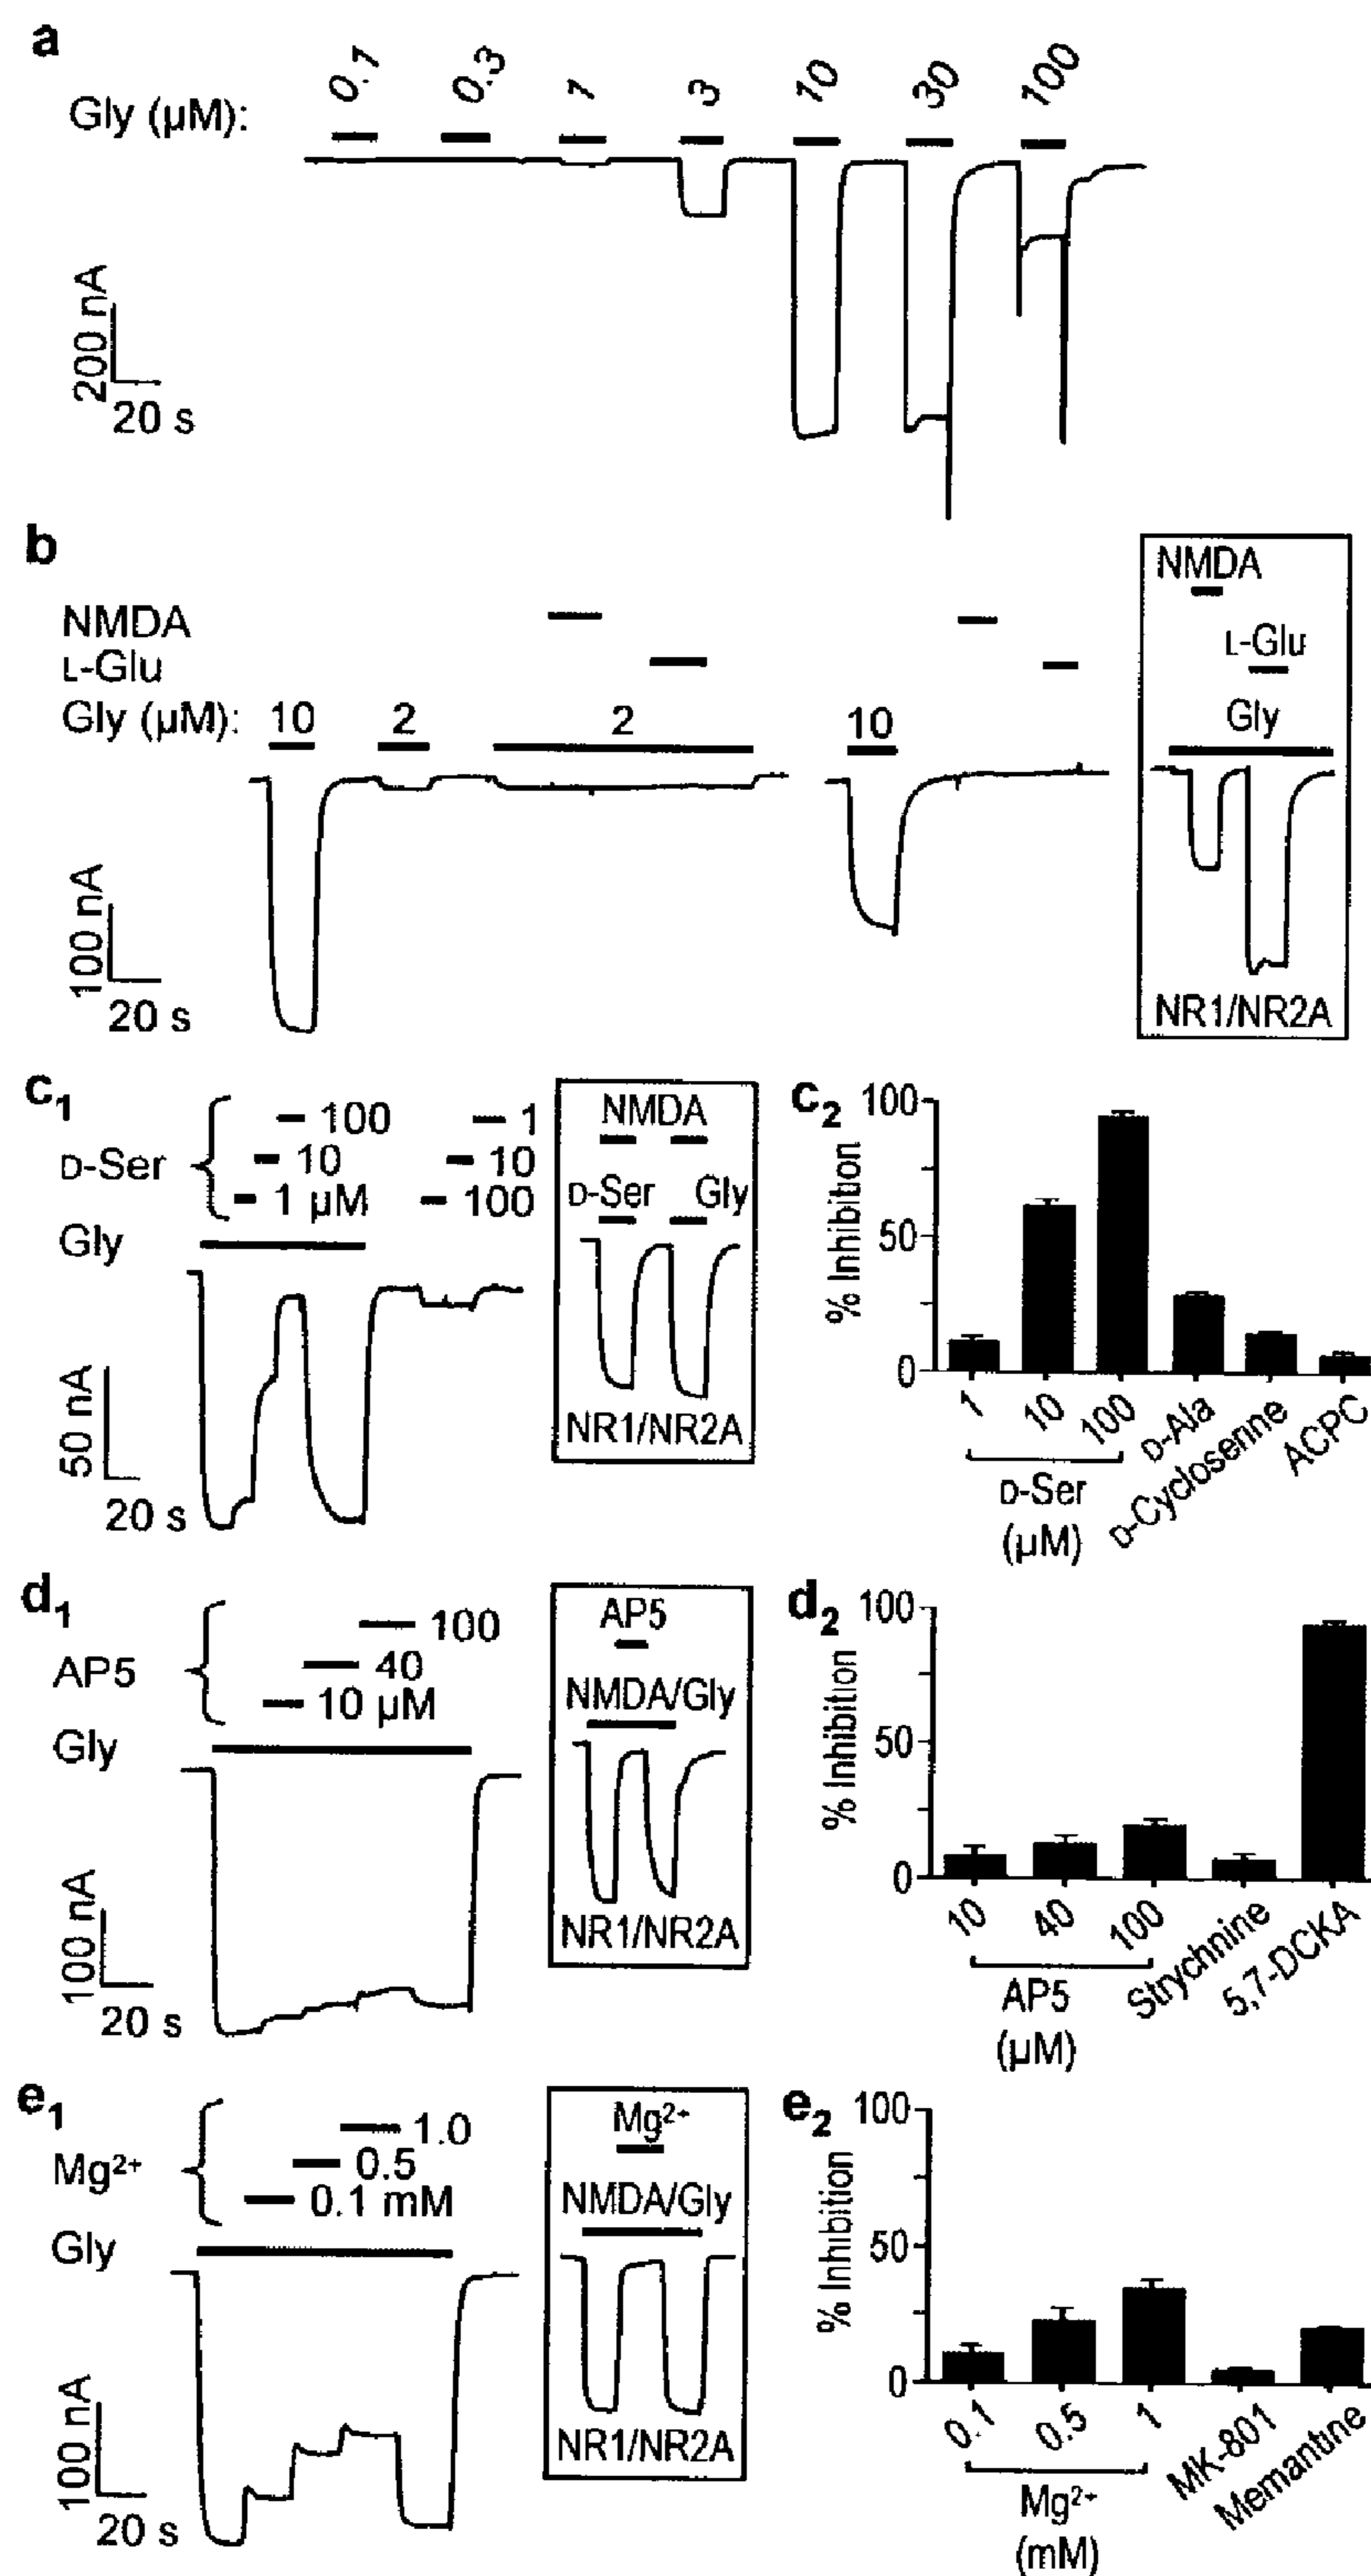 a
Gly (µM):
0.1
0.3
1
3
10
30
100
200 nA
20 s
b
NMDA
L-Glu
Gly (µM):
10
2
2
10
100 nA
20 s
NMDA
L-Glu
Gly
NR1/NR2A
c1
D-Ser
100
10
1 µM
1
10
100
Gly
50 nA
20 s
NMDA
D-Ser
Gly
NR1/NR2A
c2
% Inhibition
100
50
0
1
10
100
D-Ala
D-Cycloserine
ACPC
D-Ser
(µM)
d1
AP5
100
40
10 µM
Gly
100 nA
20 s
AP5
NMDA/Gly
NR1/NR2A
d2
% Inhibition
100
50
0
10
40
100
Strychnine
5,7-DCKA
AP5
(µM)
e1
Mg²⁺
1.0
0.5
0.1 mM
Gly
100 nA
20 s
Mg²⁺
NMDA/Gly
NR1/NR2A
e2
% Inhibition
100
50
0
0.1
0.5
1
MK-801
Memantine
Mg²⁺
(mM)